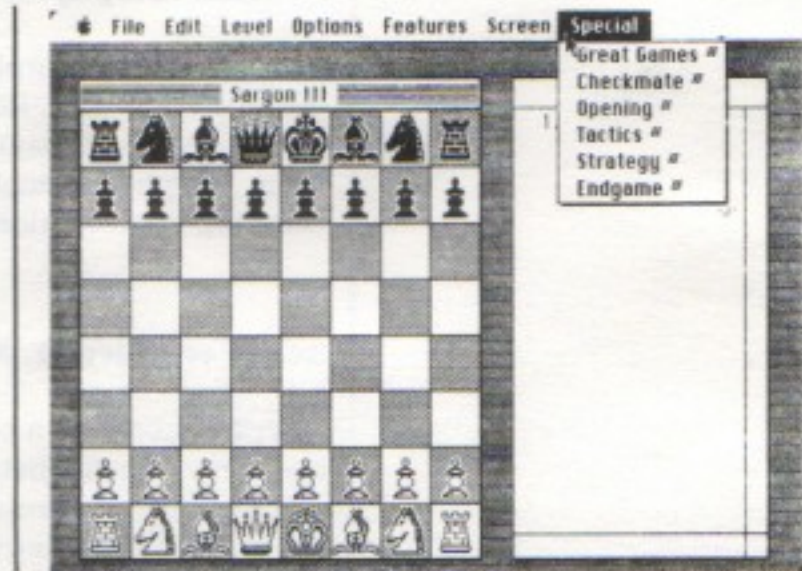 File Edit Level Options Features Screen Special
Great Games #
Checkmate #
Opening #
Tactics #
Strategy #
Endgame #
Sargon III
1.